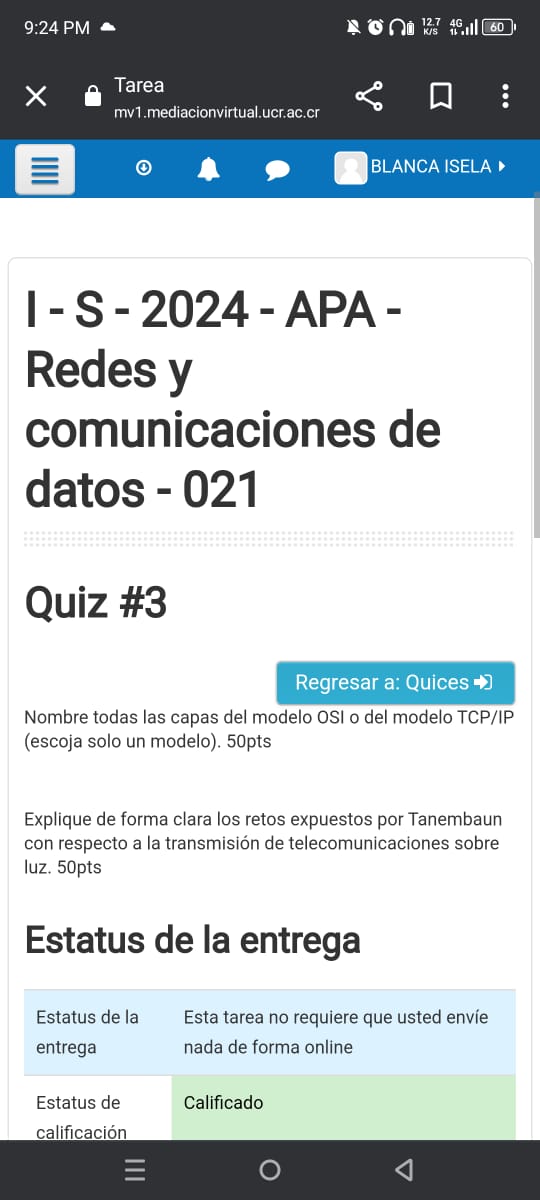 9:24 PM
12.7 K/S 4G 60
Tarea
mv1.mediacionvirtual.ucr.ac.cr
BLANCA ISELA
I - S - 2024 - APA -
Redes y
comunicaciones de
datos - 021
Quiz #3
Regresar a: Quices
Nombre todas las capas del modelo OSI o del modelo TCP/IP
(escoja solo un modelo). 50pts
Explique de forma clara los retos expuestos por Tanembaun
con respecto a la transmisión de telecomunicaciones sobre
luz. 50pts
Estatus de la entrega
Estatus de la entrega
Esta tarea no requiere que usted envíe
nada de forma online
Estatus de calificación
Calificado